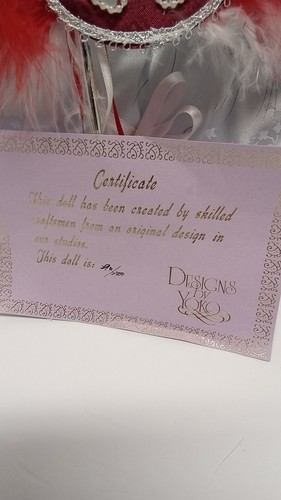 Certificate
This doll has been created by skilled
craftsmen from an original design in
our studios.
This doll is:
DESIGNS
BY
YOKO